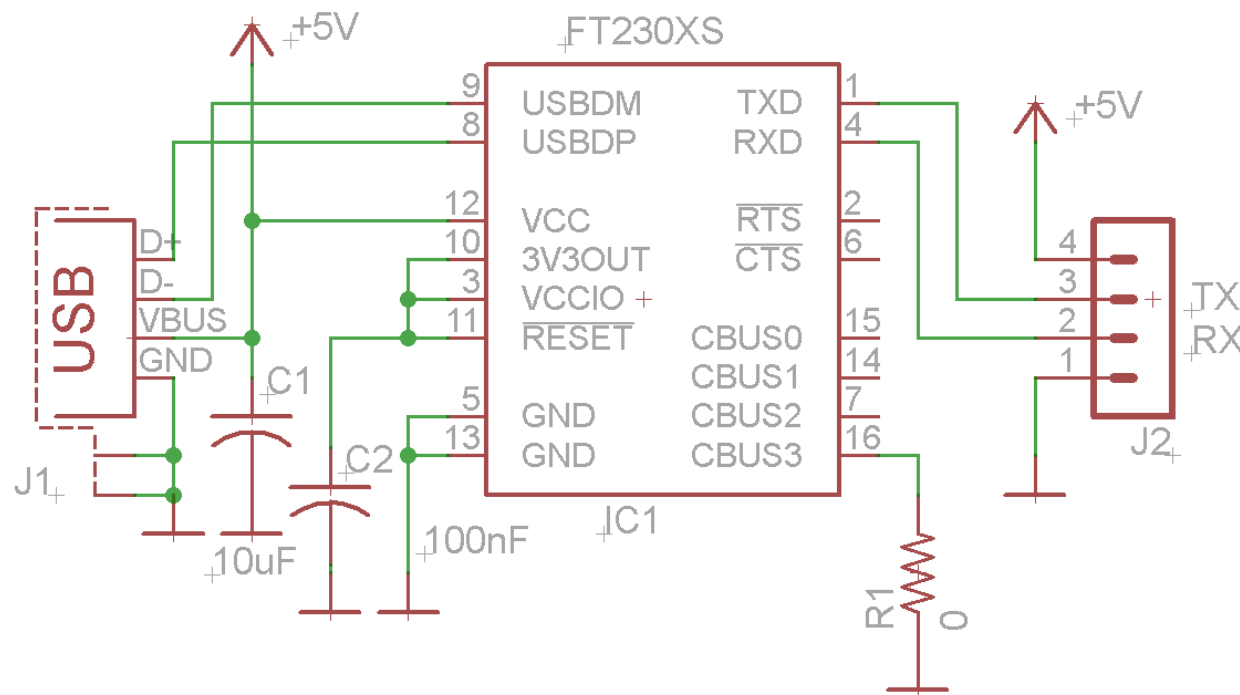 +5V
FT230XS
9
USBDM
TXD
1
8
USBDP
RXD
4
+5V
12
VCC
RTS
2
10
3V3OUT
CTS
6
3
VCCIO
11
RESET
CBUS0
15
CBUS1
14
5
GND
CBUS2
7
13
GND
CBUS3
16
USB
D+
D-
VBUS
GND
J1
C1
10uF
C2
100nF
IC1
R1
0
4
3
TX
2
RX
1
J2